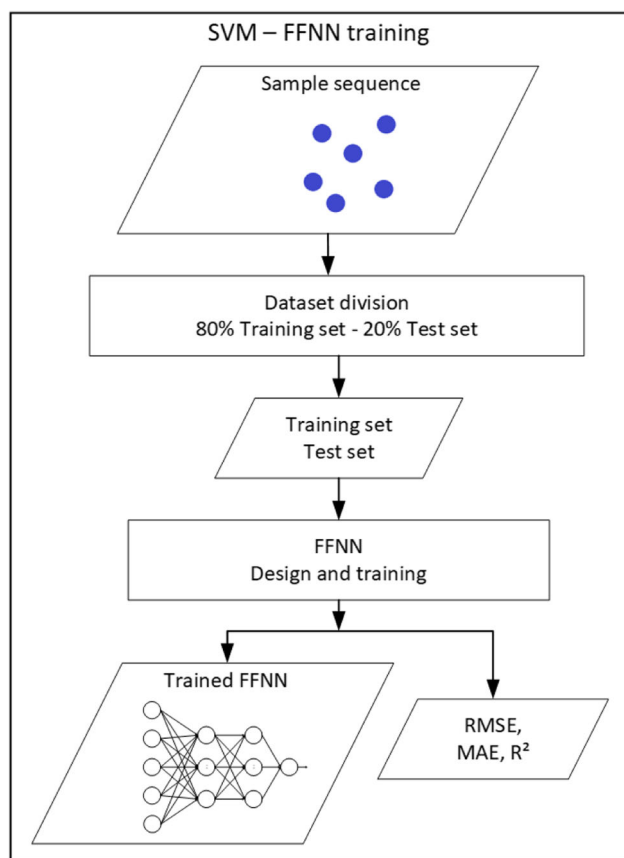 SVM – FFNN training
Sample sequence
Dataset division
80% Training set - 20% Test set
Training set
Test set
FFNN
Design and training
Trained FFNN
RMSE,
MAE, R²